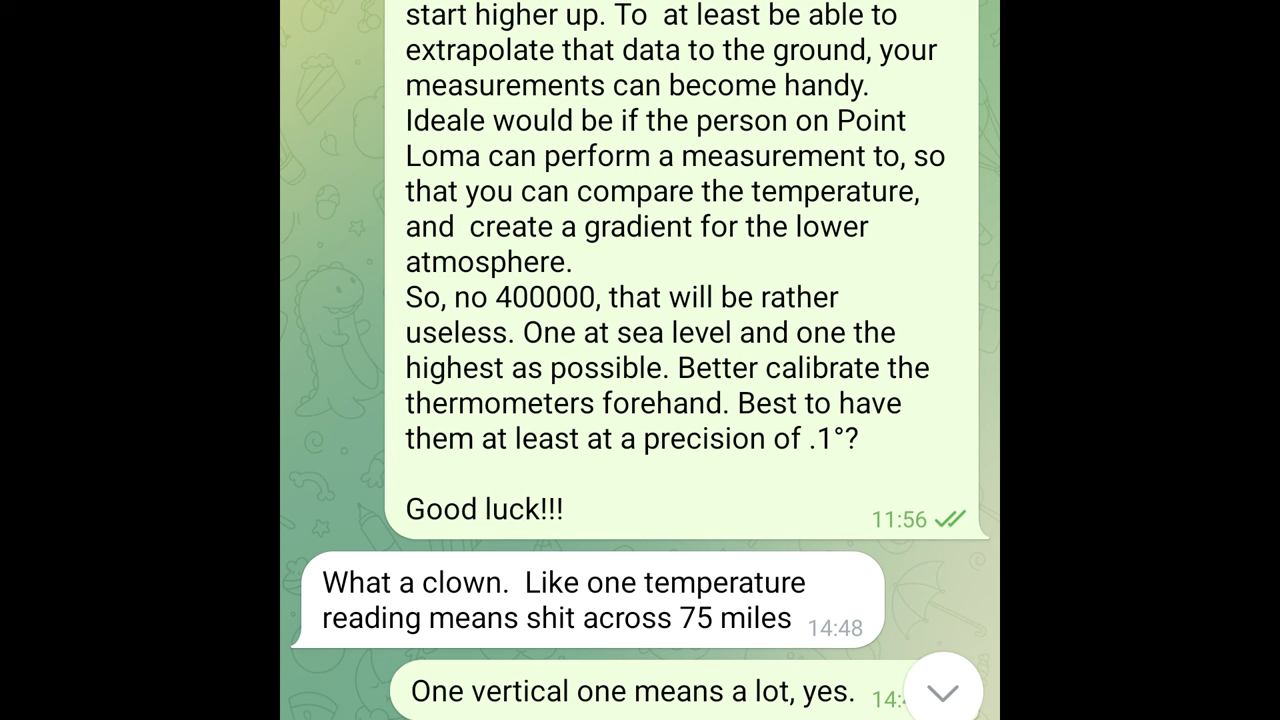 start higher up. To  at least be able to
extrapolate that data to the ground, your
measurements can become handy.
Ideale would be if the person on Point
Loma can perform a measurement to, so
that you can compare the temperature,
and  create a gradient for the lower
atmosphere.
So, no 400000, that will be rather
useless. One at sea level and one the
highest as possible. Better calibrate the
thermometers forehand. Best to have
them at least at a precision of .1°?
Good luck!!!
11:56
What a clown.  Like one temperature
reading means shit across 75 miles
14:48
One vertical one means a lot, yes.
14: